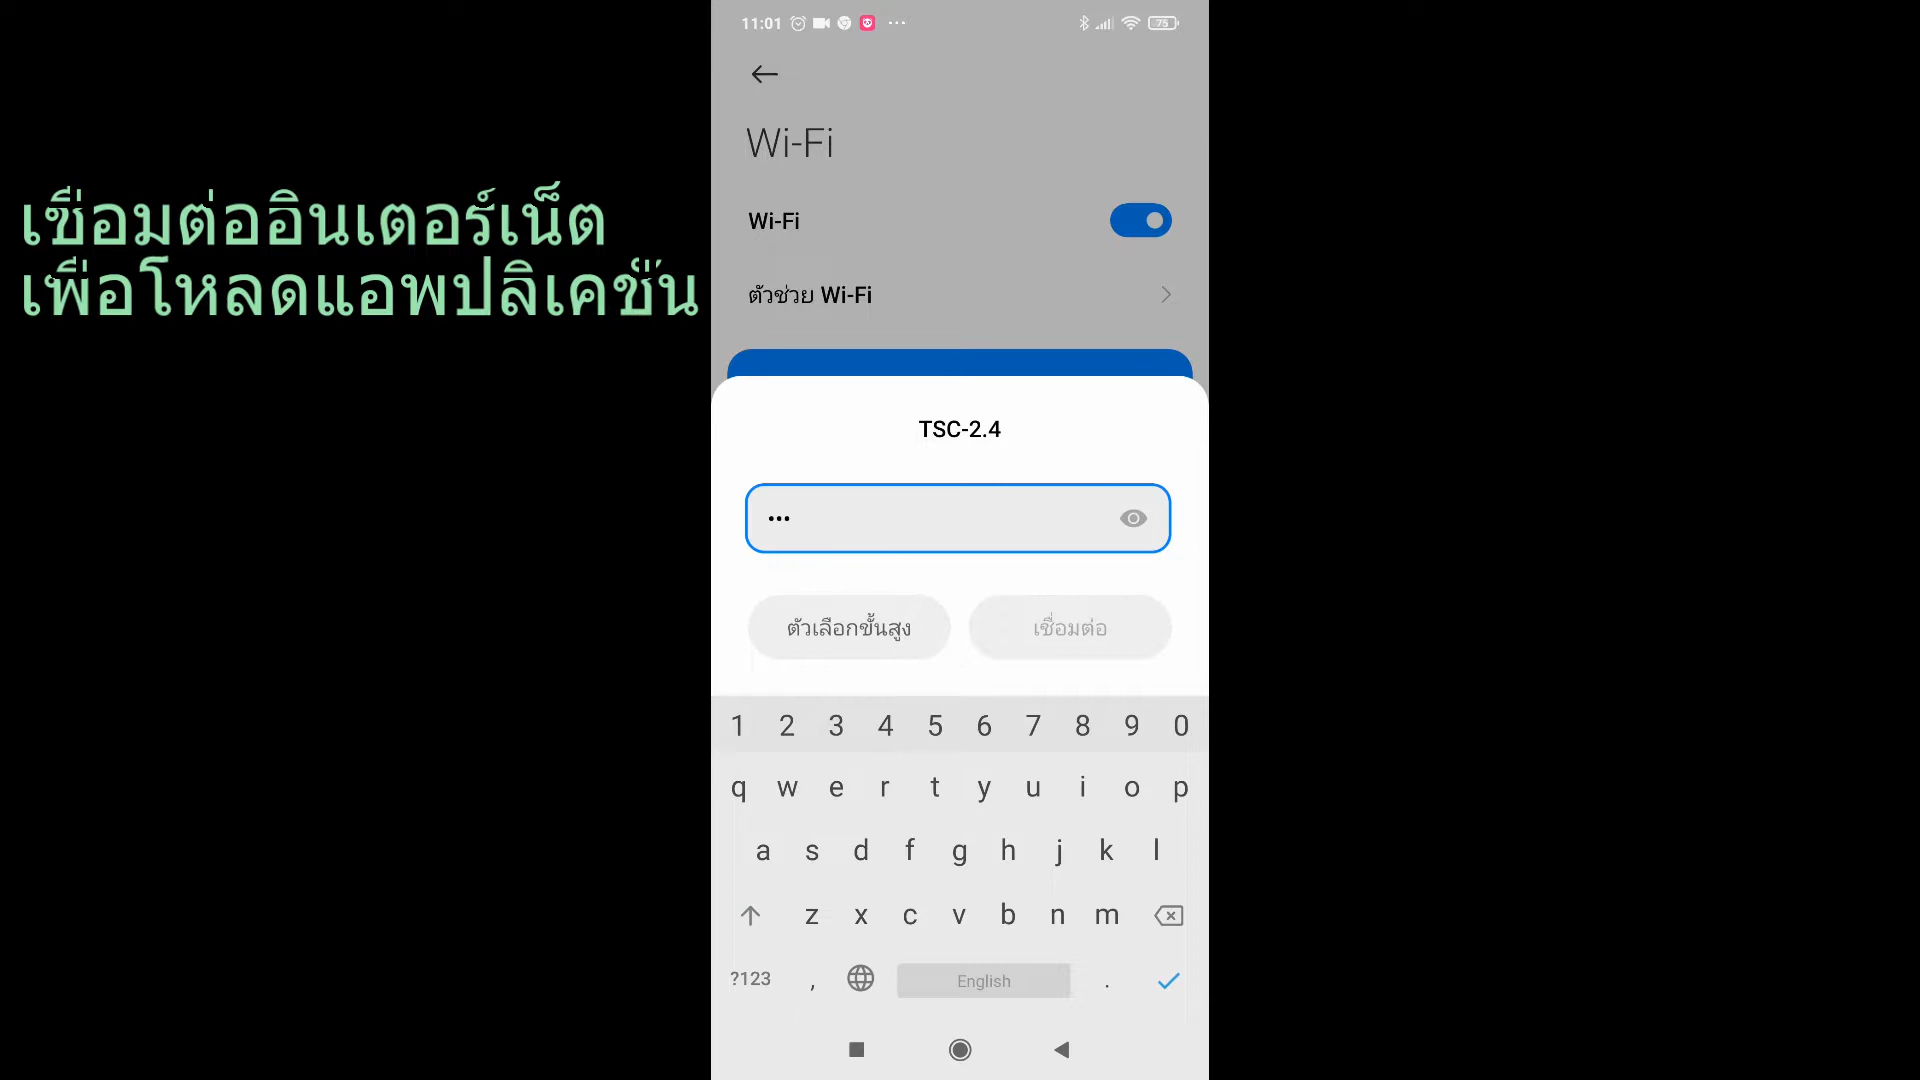 11:01
75
Wi-Fi
เชื่อมต่ออินเตอร์เน็ต
เพื่อโหลดแอพปลิเคชั๊น
Wi-Fi
ตัวช่วย Wi-Fi
TSC-2.4
•••
ตัวเลือกขั้นสูง เชื่อมต่อ
1 2 3 4 5 6 7 8 9 0
q w e r t y u i o p
a s d f g h j k l
z x c v b n m
?123 , English .